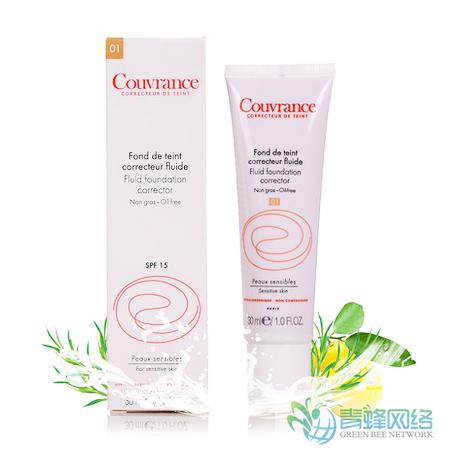 01
Couvrance
CORRECTEUR DE TEINT
Fond de teint
correcteur fluide
Fluid foundation
corrector
Non gras - Oil free
SPF 15
Peaux sensibles
For sensitive skin
Couvrance
CORRECTEUR DE TEINT
Fond de teint
correcteur fluide
Fluid foundation
corrector
Non gras - Oil free
01
Peaux sensibles
Sensitive skin
PARIS
30 ml e / 1.0 Fl.OZ.
青蜂网络
GREEN BEE NETWORK